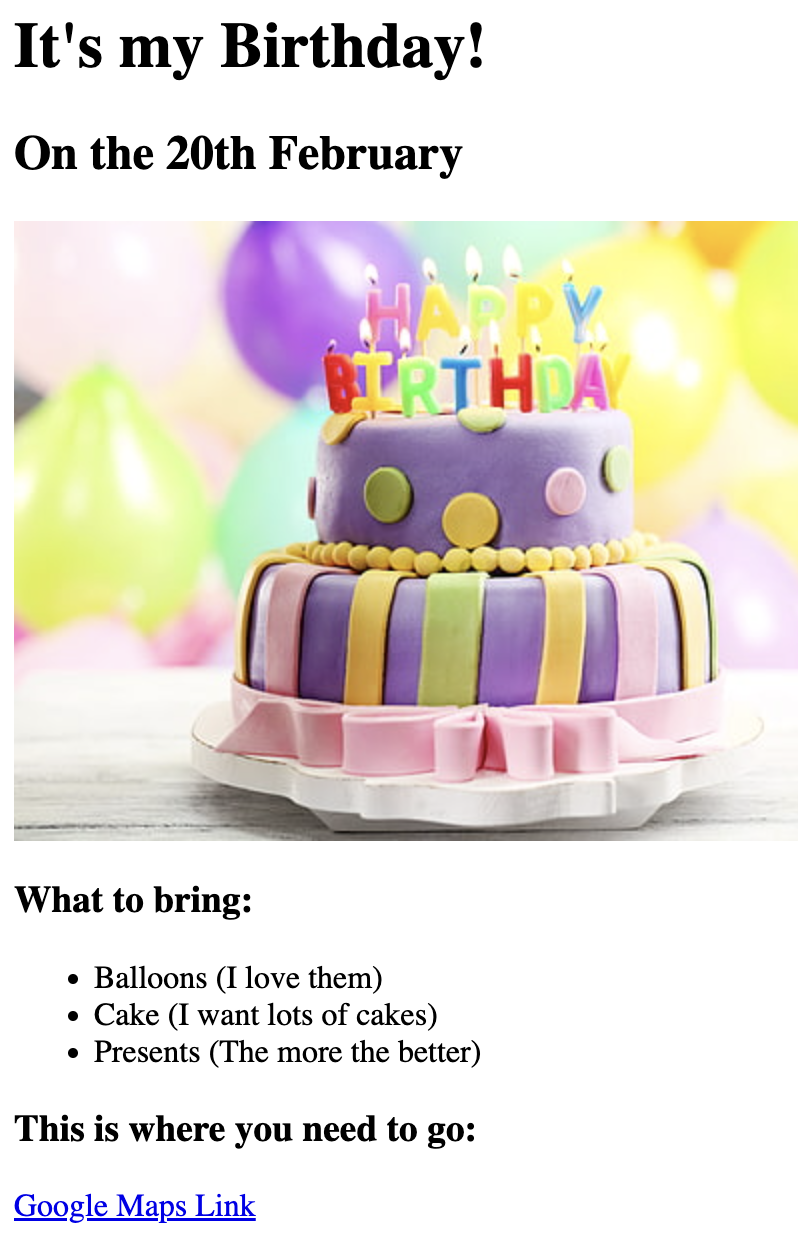 It's my Birthday!
On the 20th February
HAPPY
BIRTHDAY
What to bring:
Balloons (I love them)
Cake (I want lots of cakes)
Presents (The more the better)
This is where you need to go:
Google Maps Link